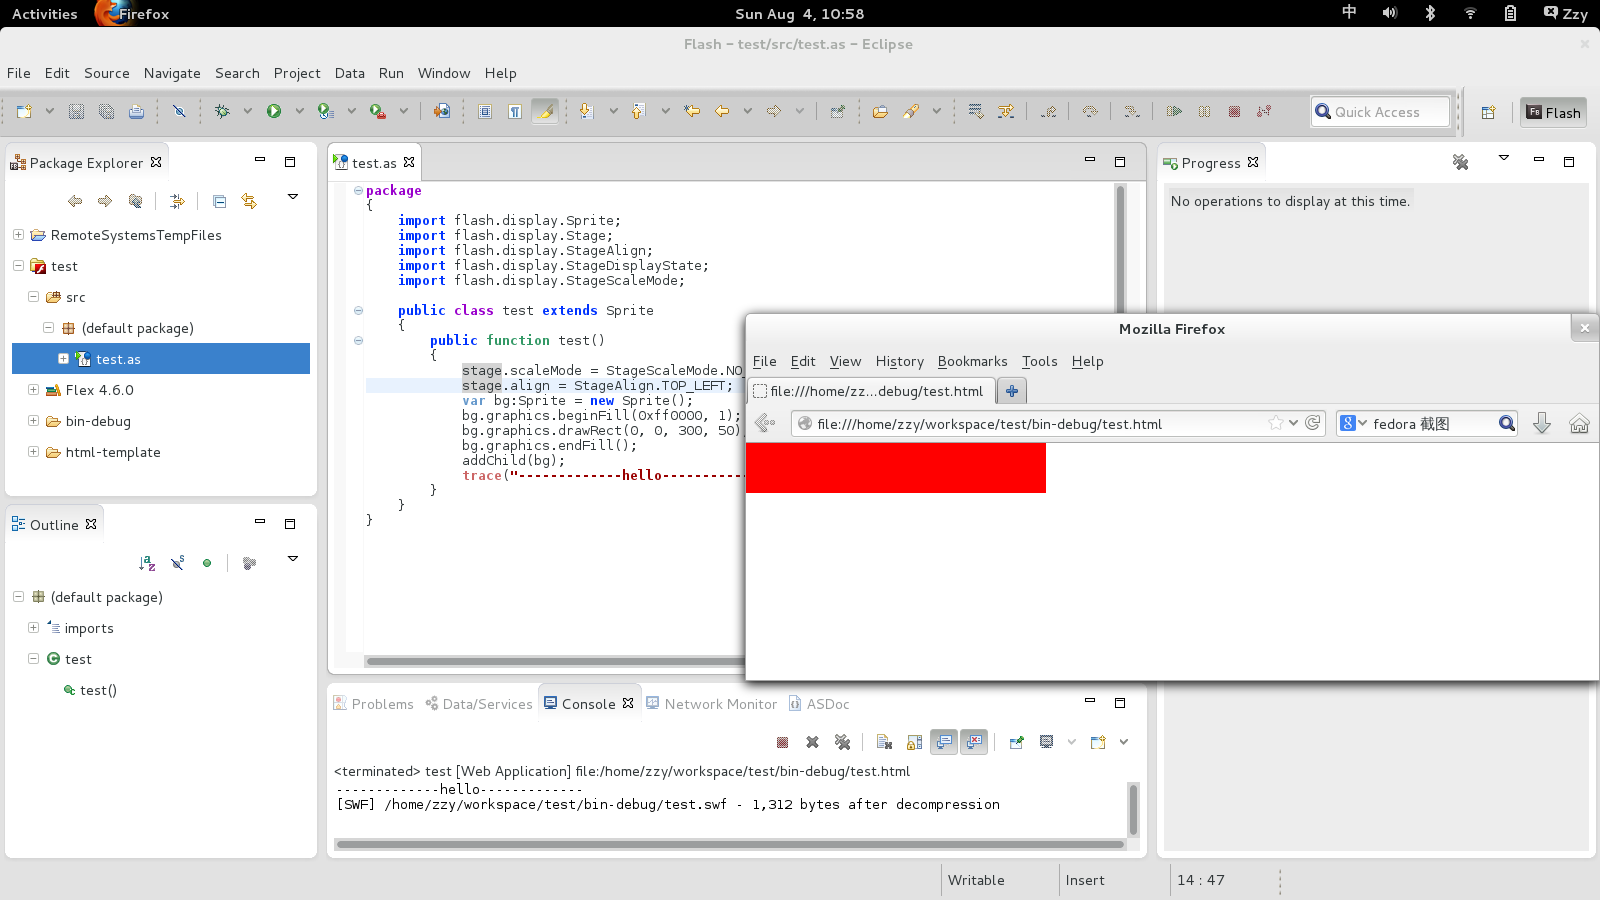 Activities Firefox Sun Aug 4, 10:58 中 Zzy
Flash – test/src/test.as – Eclipse
File Edit Source Navigate Search Project Data Run Window Help
Quick Access Flash
Package Explorer
RemoteSystemsTempFiles
test
src
(default package)
test.as
Flex 4.6.0
bin-debug
html-template
Outline
(default package)
imports
test
test()
test.as
package
{
import flash.display.Sprite;
import flash.display.Stage;
import flash.display.StageAlign;
import flash.display.StageDisplayState;
import flash.display.StageScaleMode;
public class test extends Sprite
{
public function test()
{
stage.scaleMode = StageScaleMode.NO
stage.align = StageAlign.TOP_LEFT;
var bg:Sprite = new Sprite();
bg.graphics.beginFill(0xff0000, 1);
bg.graphics.drawRect(0, 0, 300, 50)
bg.graphics.endFill();
addChild(bg);
trace("-------------hello-----------
}
}
}
Progress
No operations to display at this time.
Mozilla Firefox
File Edit View History Bookmarks Tools Help
file:///home/zz...debug/test.html
file:///home/zzy/workspace/test/bin-debug/test.html fedora 截图
Problems Data/Services Console Network Monitor ASDoc
<terminated> test [Web Application] file:/home/zzy/workspace/test/bin-debug/test.html
-------------hello-------------
[SWF] /home/zzy/workspace/test/bin-debug/test.swf - 1,312 bytes after decompression
Writable Insert 14 : 47